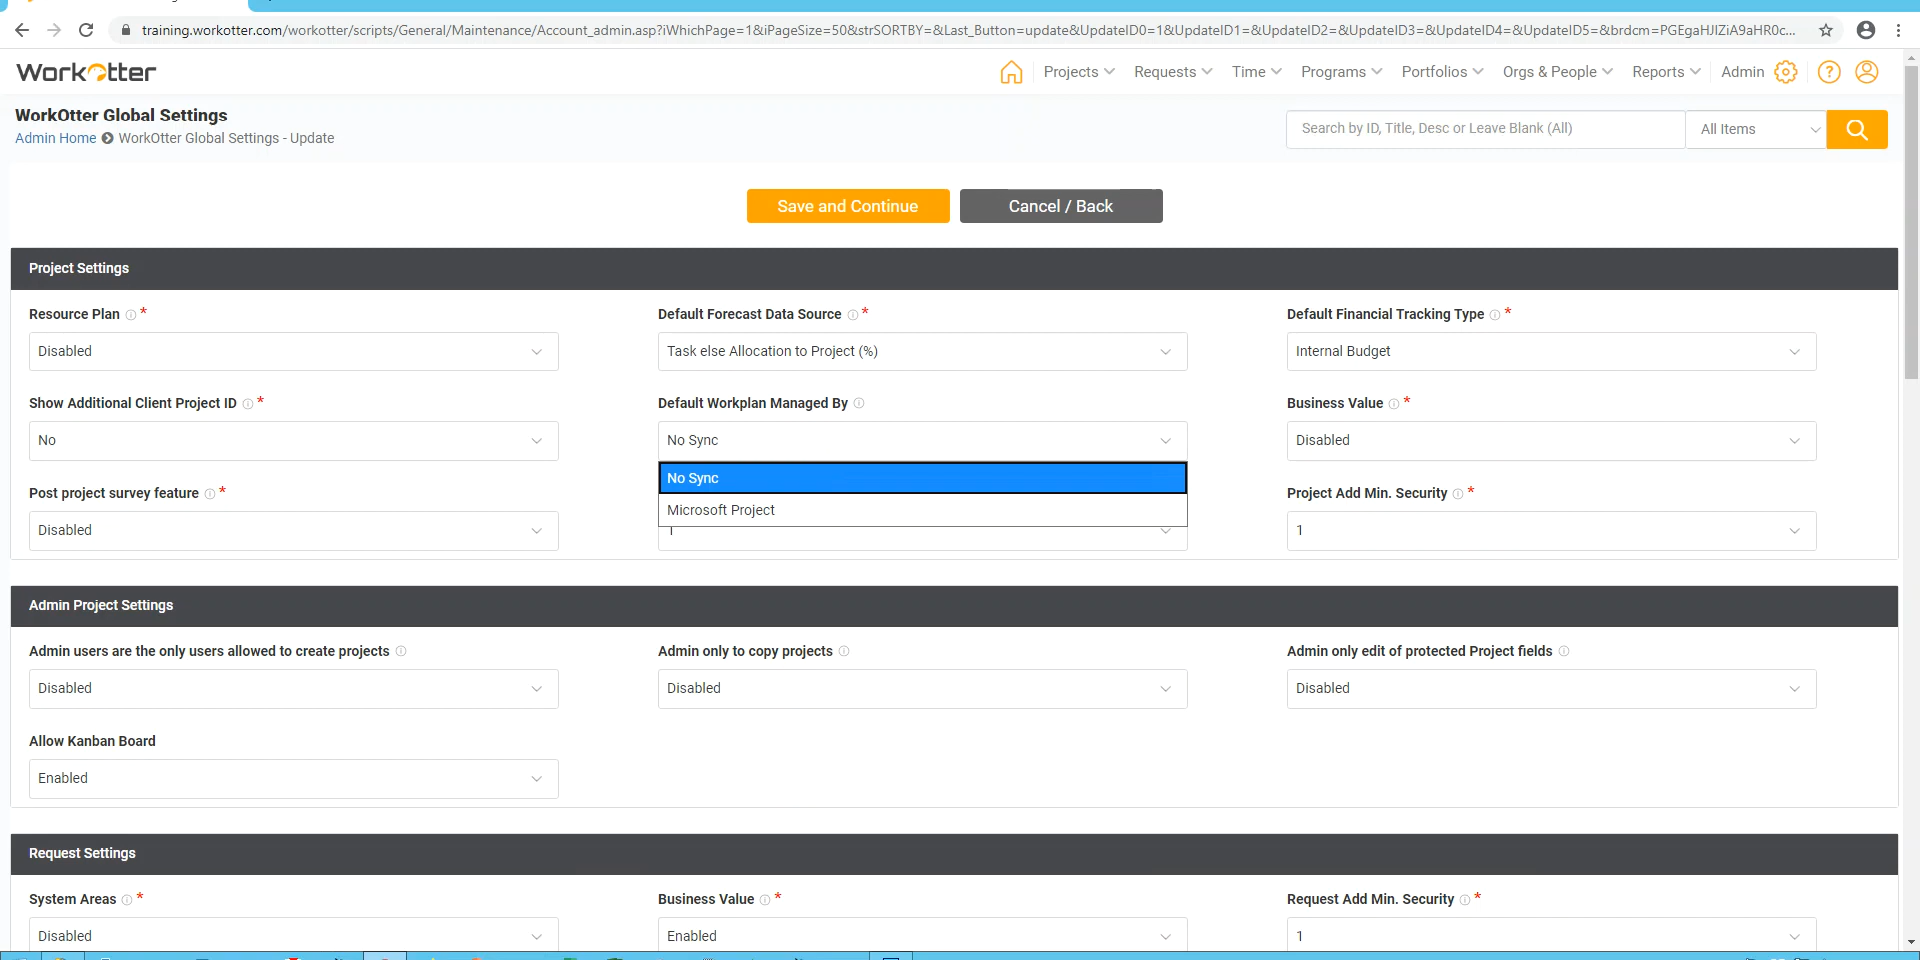 training.workotter.com/workotter/scripts/General/Maintenance/Account_admin.asp?iWhichPage=1&iPageSize=50&strSORTBY=&Last_Button=update&UpdateID0=1&UpdateID1=&UpdateID2=&UpdateID3=&UpdateID4=&UpdateID5=&brdcm=PGEgaHJlZiA9aHR0c...
WorkOtter
Projects Requests Time Programs Portfolios Orgs & People Reports Admin
WorkOtter Global Settings
Admin Home WorkOtter Global Settings - Update
Search by ID, Title, Desc or Leave Blank (All) All Items
Save and Continue Cancel / Back
Project Settings
Resource Plan * Default Forecast Data Source * Default Financial Tracking Type *
Disabled Task else Allocation to Project (%) Internal Budget
Show Additional Client Project ID * Default Workplan Managed By Business Value *
No No Sync Disabled
No Sync
Post project survey feature * Project Add Min. Security *
Microsoft Project
Disabled 1 1
Admin Project Settings
Admin users are the only users allowed to create projects Admin only to copy projects Admin only edit of protected Project fields
Disabled Disabled Disabled
Allow Kanban Board
Enabled
Request Settings
System Areas * Business Value * Request Add Min. Security *
Disabled Enabled 1